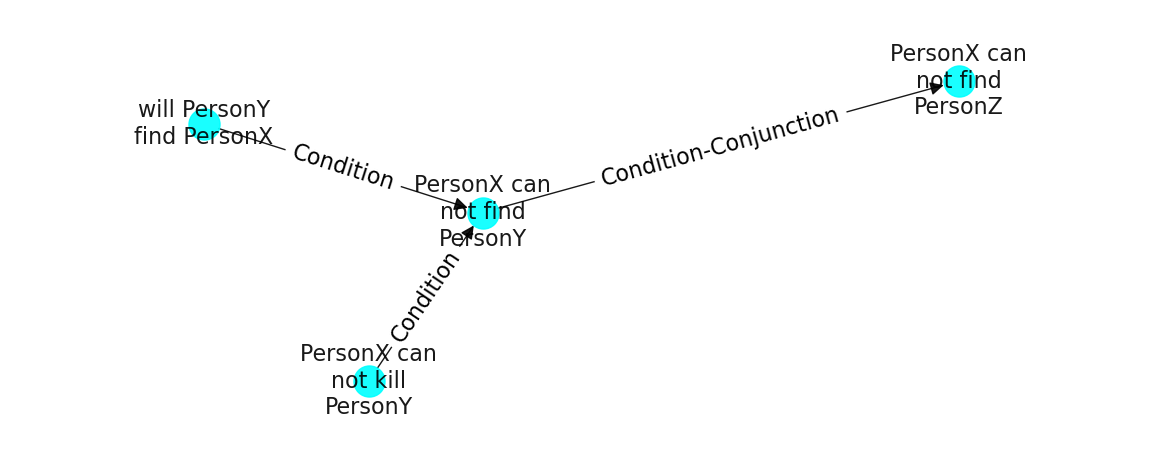 PersonX can
not find
PersonZ
will PersonY
find PersonX
Condition
Condition-Conjunction
PersonX can
not find
PersonY
Condition
PersonX can
not kill
PersonY